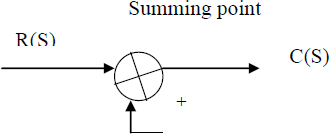 Summing point
R(S)
C(S)
+